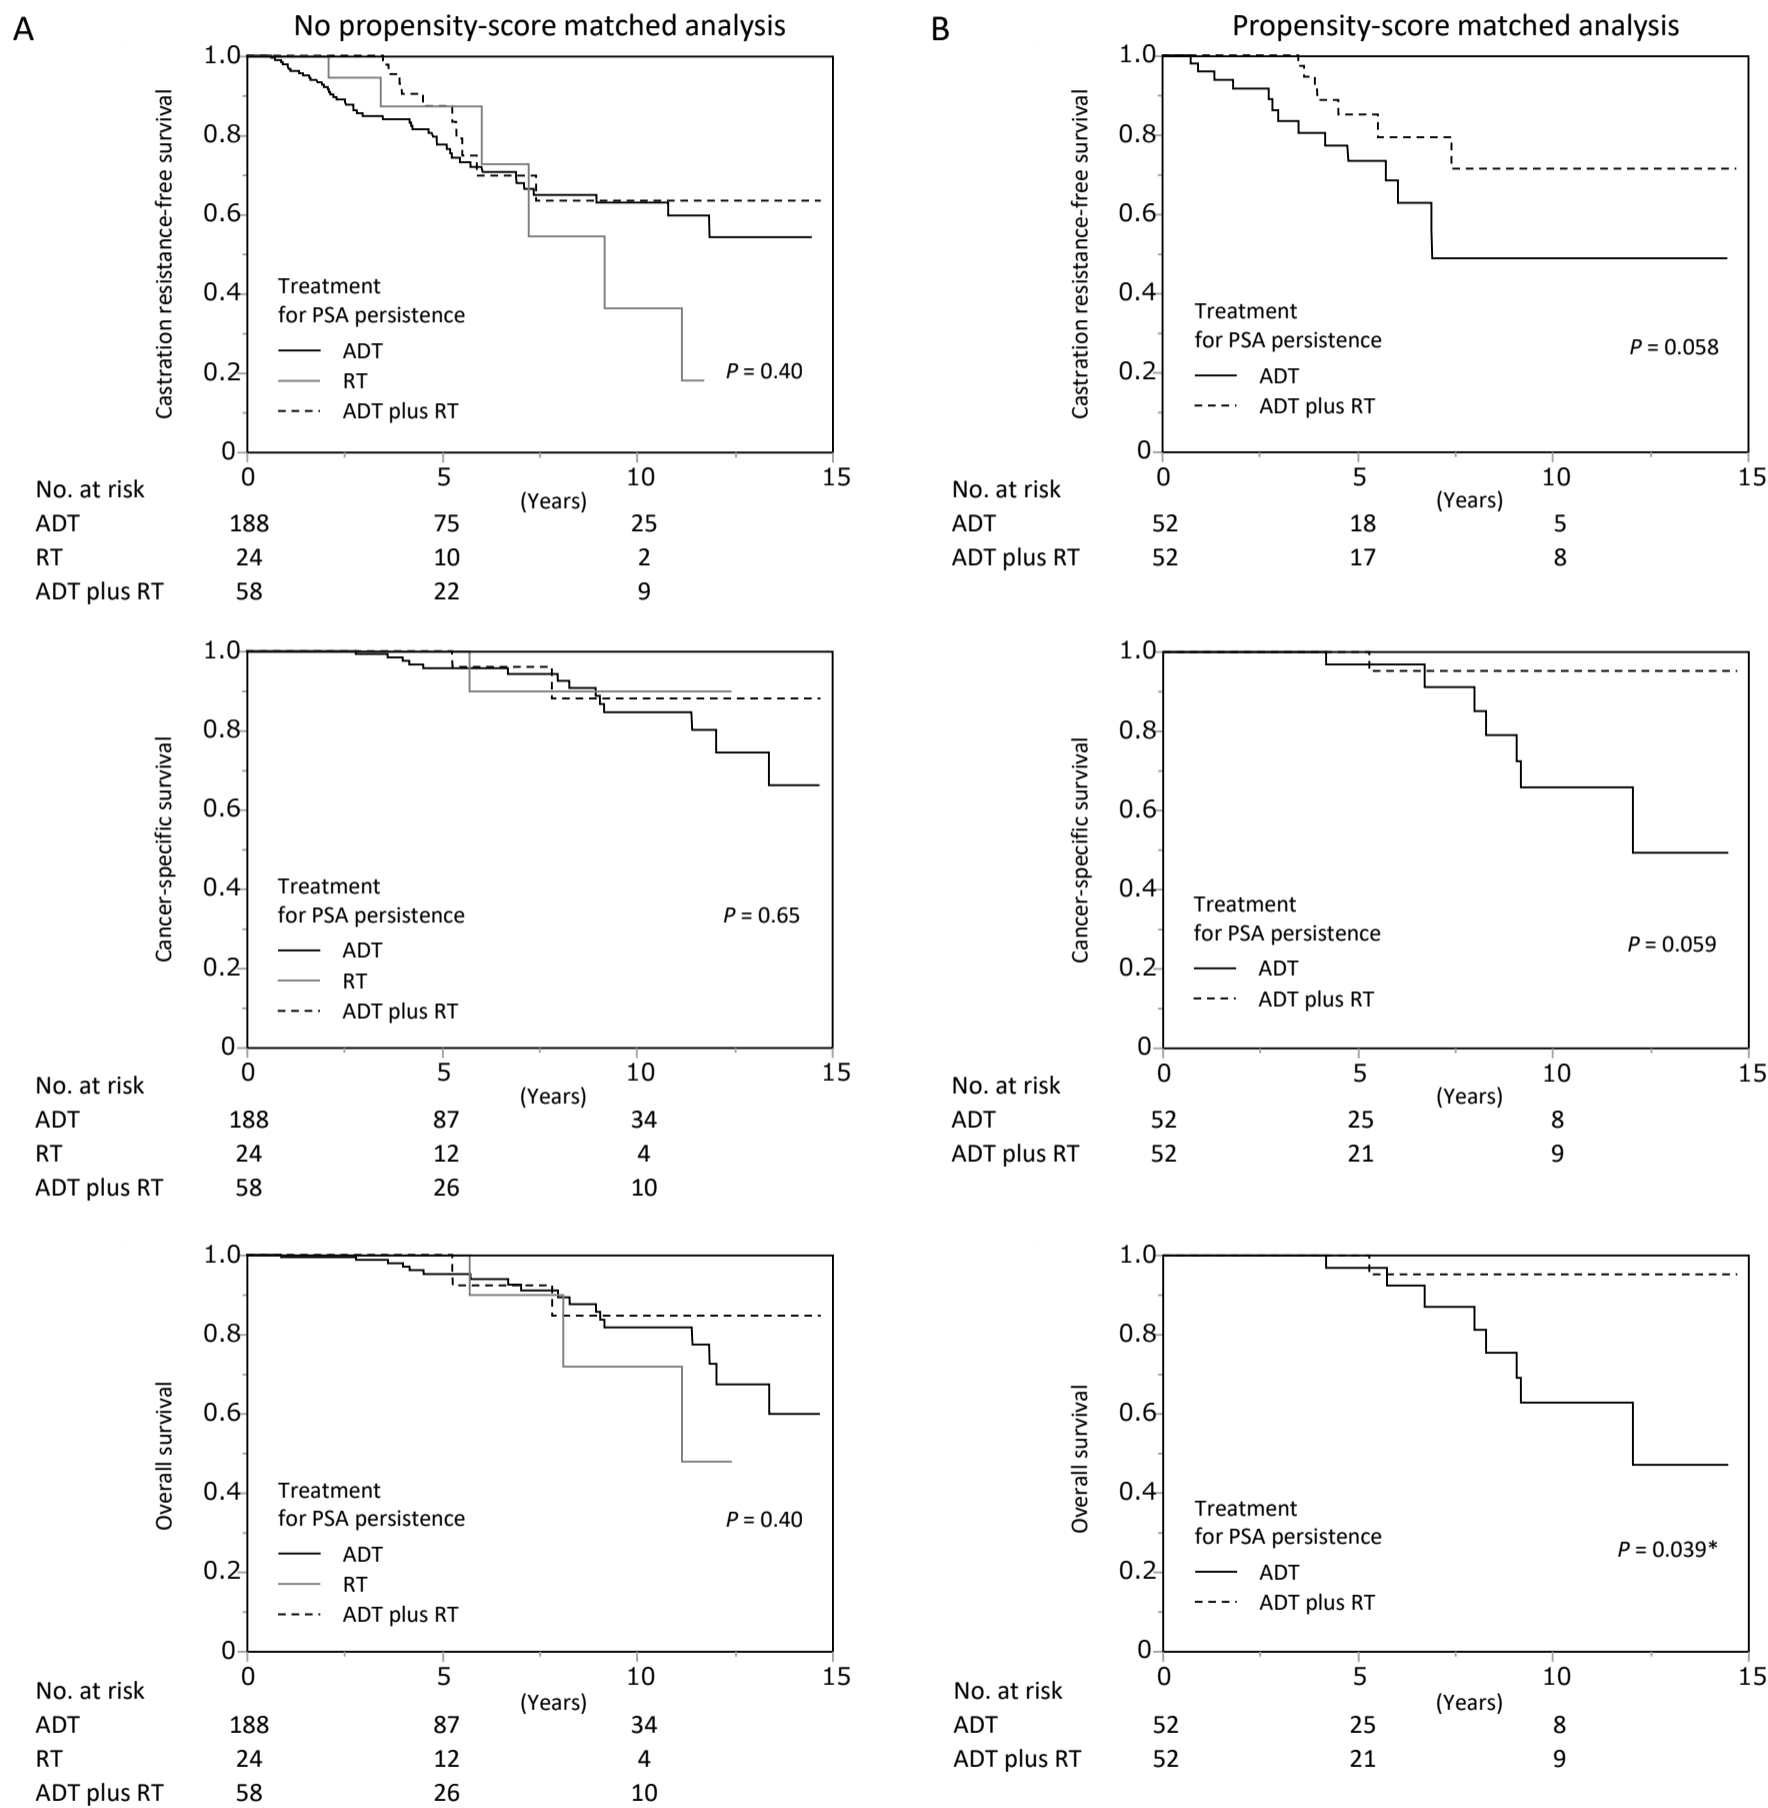 A
No propensity-score matched analysis
Castration resistance-free survival
1.0
0.8
0.6
0.4
0.2
0
Treatment
for PSA persistence
ADT
RT
ADT plus RT
P = 0.40
0 5 10 15
(Years)
No. at risk
ADT 188 75 25
RT 24 10 2
ADT plus RT 58 22 9
Cancer-specific survival
1.0
0.8
0.6
0.4
0.2
0
Treatment
for PSA persistence
ADT
RT
ADT plus RT
P = 0.65
0 5 10 15
(Years)
No. at risk
ADT 188 87 34
RT 24 12 4
ADT plus RT 58 26 10
Overall survival
1.0
0.8
0.6
0.4
0.2
0
Treatment
for PSA persistence
ADT
RT
ADT plus RT
P = 0.40
0 5 10 15
(Years)
No. at risk
ADT 188 87 34
RT 24 12 4
ADT plus RT 58 26 10
B
Propensity-score matched analysis
Castration resistance-free survival
1.0
0.8
0.6
0.4
0.2
0
Treatment
for PSA persistence
ADT
ADT plus RT
P = 0.058
0 5 10 15
(Years)
No. at risk
ADT 52 18 5
ADT plus RT 52 17 8
Cancer-specific survival
1.0
0.8
0.6
0.4
0.2
0
Treatment
for PSA persistence
ADT
ADT plus RT
P = 0.059
0 5 10 15
(Years)
No. at risk
ADT 52 25 8
ADT plus RT 52 21 9
Overall survival
1.0
0.8
0.6
0.4
0.2
0
Treatment
for PSA persistence
ADT
ADT plus RT
P = 0.039*
0 5 10 15
(Years)
No. at risk
ADT 52 25 8
ADT plus RT 52 21 9